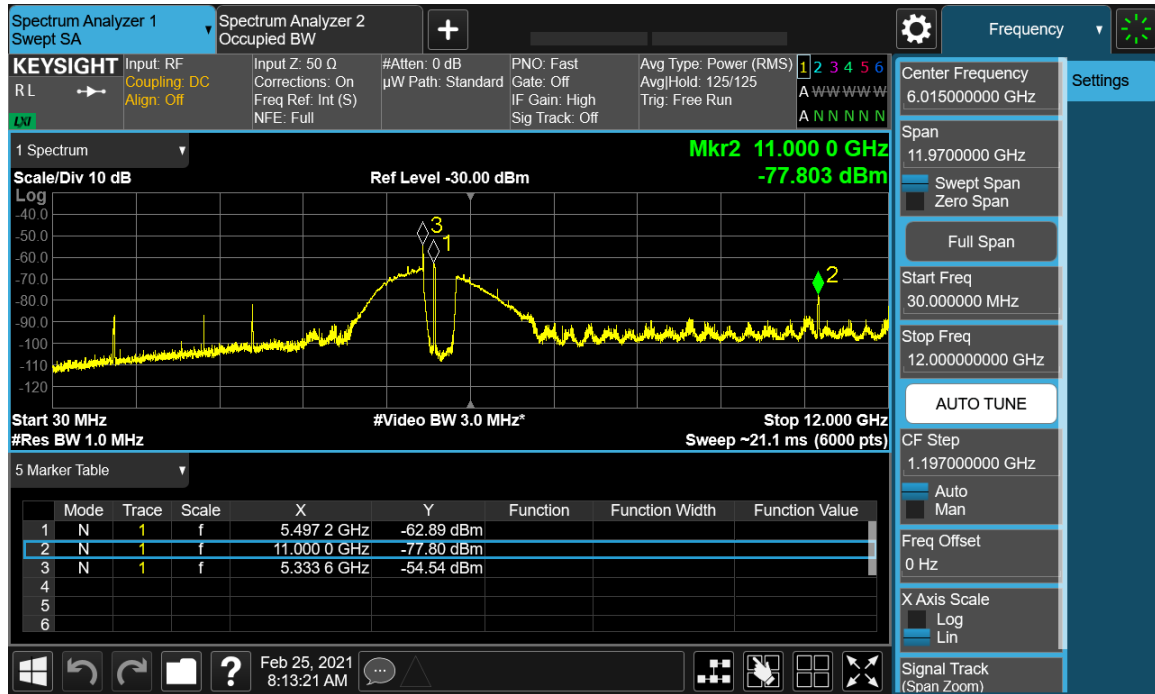 Spectrum Analyzer 1
Swept SA
Spectrum Analyzer 2
Occupied BW
+
Frequency
KEYSIGHT
R L
LXI
Input: RF
Coupling: DC
Align: Off
Input Z: 50 Ω
Corrections: On
Freq Ref: Int (S)
NFE: Full
#Atten: 0 dB
µW Path: Standard
PNO: Fast
Gate: Off
IF Gain: High
Sig Track: Off
Avg Type: Power (RMS)
Avg|Hold: 125/125
Trig: Free Run
1 2 3 4 5 6
A W W W W W
A N N N N N
1 Spectrum
Scale/Div 10 dB
Ref Level -30.00 dBm
Mkr2 11.000 0 GHz
-77.803 dBm
Log
-40.0
-50.0
-60.0
-70.0
-80.0
-90.0
-100
-110
-120
3
1
2
Start 30 MHz
#Video BW 3.0 MHz*
Stop 12.000 GHz
#Res BW 1.0 MHz
Sweep ~21.1 ms (6000 pts)
5 Marker Table
Mode Trace Scale X Y Function Function Width Function Value
1 N 1 f 5.497 2 GHz -62.89 dBm
2 N 1 f 11.000 0 GHz -77.80 dBm
3 N 1 f 5.333 6 GHz -54.54 dBm
4
5
6
Center Frequency
6.015000000 GHz
Settings
Span
11.9700000 GHz
Swept Span
Zero Span
Full Span
Start Freq
30.000000 MHz
Stop Freq
12.000000000 GHz
AUTO TUNE
CF Step
1.197000000 GHz
Auto
Man
Freq Offset
0 Hz
X Axis Scale
Log
Lin
Signal Track
(Span Zoom)
?
Feb 25, 2021
8:13:21 AM